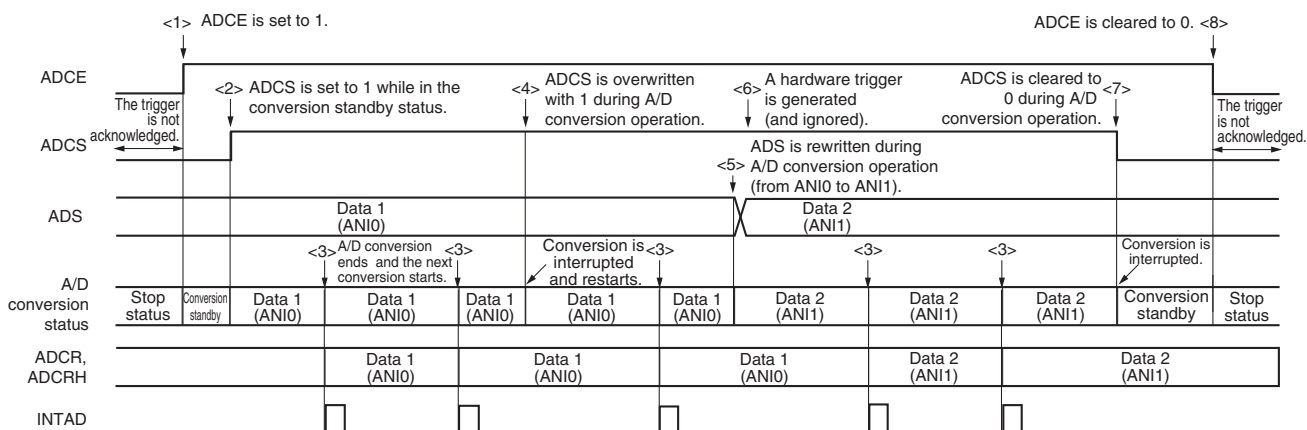 <1> ADCE is set to 1.
ADCE is cleared to 0. <8>
ADCE
The trigger
is not
acknowledged.
<2> ADCS is set to 1 while in the
conversion standby status.
<4> ADCS is overwritten
with 1 during A/D
conversion operation.
<6> A hardware trigger
is generated
(and ignored).
ADCS is cleared to <7>
0 during A/D
conversion operation.
The trigger
is not
acknowledged.
ADCS
<5> ADS is rewritten during
A/D conversion operation
(from ANI0 to ANI1).
ADS
Data 1
(ANI0)
Data 2
(ANI1)
<3> A/D conversion
ends and the next
conversion starts.
<3>
Conversion is
interrupted
and restarts.
<3>
<3>
<3>
Conversion is
interrupted.
A/D
conversion
status
Stop
status
Conversion
standby
Data 1
(ANI0)
Data 1
(ANI0)
Data 1
(ANI0)
Data 1
(ANI0)
Data 1
(ANI0)
Data 2
(ANI1)
Data 2
(ANI1)
Data 2
(ANI1)
Conversion
standby
Stop
status
ADCR,
ADCRH
Data 1
(ANI0)
Data 1
(ANI0)
Data 1
(ANI0)
Data 2
(ANI1)
Data 2
(ANI1)
INTAD